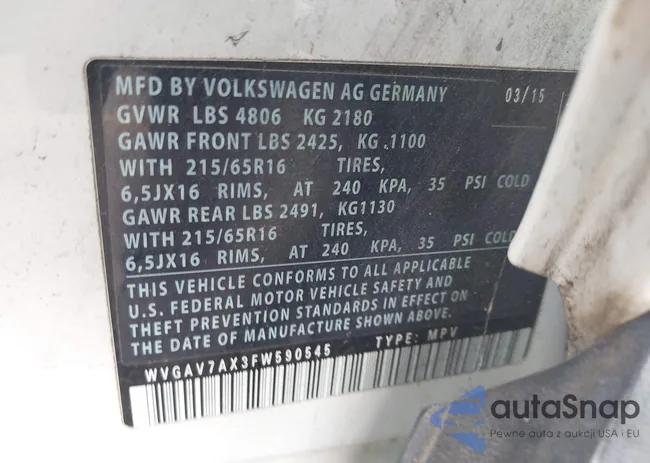 MFD BY VOLKSWAGEN AG GERMANY 03/15
GVWR LBS 4806 KG 2180
GAWR FRONT LBS 2425, KG 1100
WITH 215/65R16 TIRES,
6,5JX16 RIMS, AT 240 KPA, 35 PSI COLD
GAWR REAR LBS 2491, KG1130
WITH 215/65R16 TIRES,
6,5JX16 RIMS, AT 240 KPA, 35 PSI COLD
THIS VEHICLE CONFORMS TO ALL APPLICABLE
U.S. FEDERAL MOTOR VEHICLE SAFETY BUMPER AND
THEFT PREVENTION STANDARDS IN EFFECT ON
THE DATE OF MANUFACTURE SHOWN ABOVE.
WVGAV7AX3FW590545 TYPE: MPV
autaSnap
Pewne auta z aukcji USA i EU